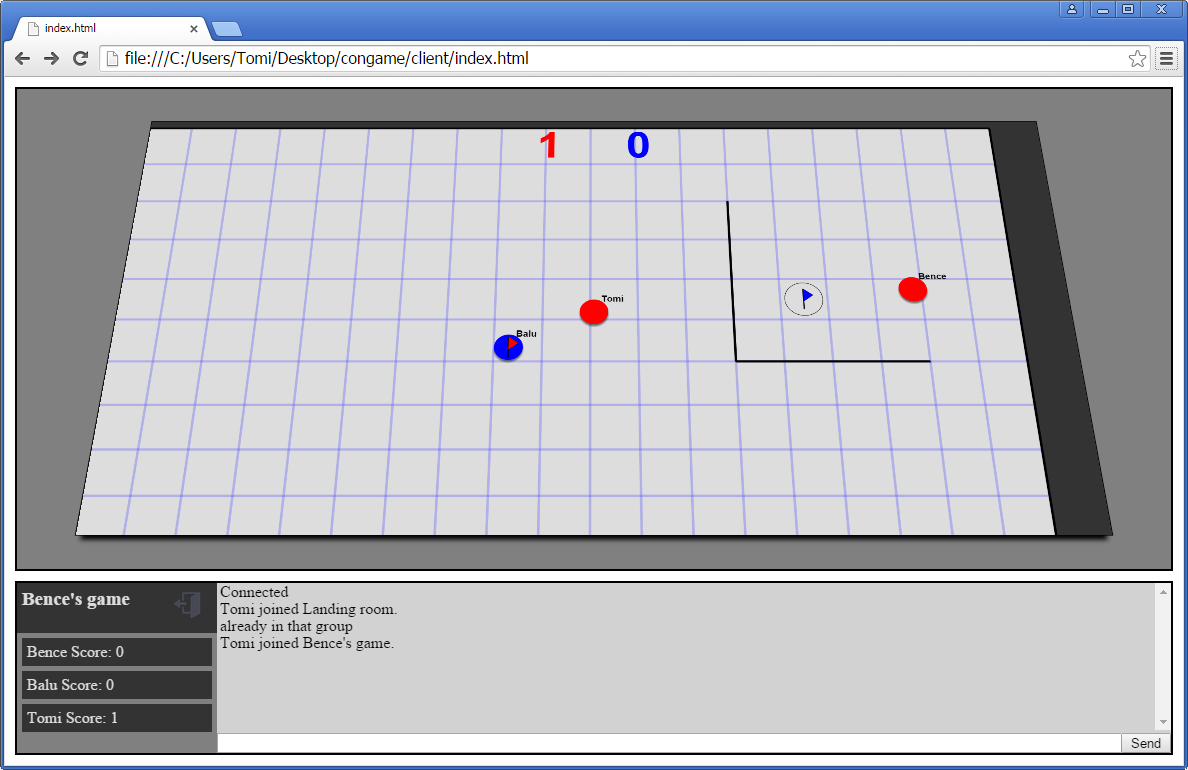 index.html
file:///C:/Users/Tomi/Desktop/congame/client/index.html
1 0
Bence
Tomi
Balu
Bence's game
Bence Score: 0
Balu Score: 0
Tomi Score: 1
Connected
Tomi joined Landing room.
already in that group
Tomi joined Bence's game.
Send